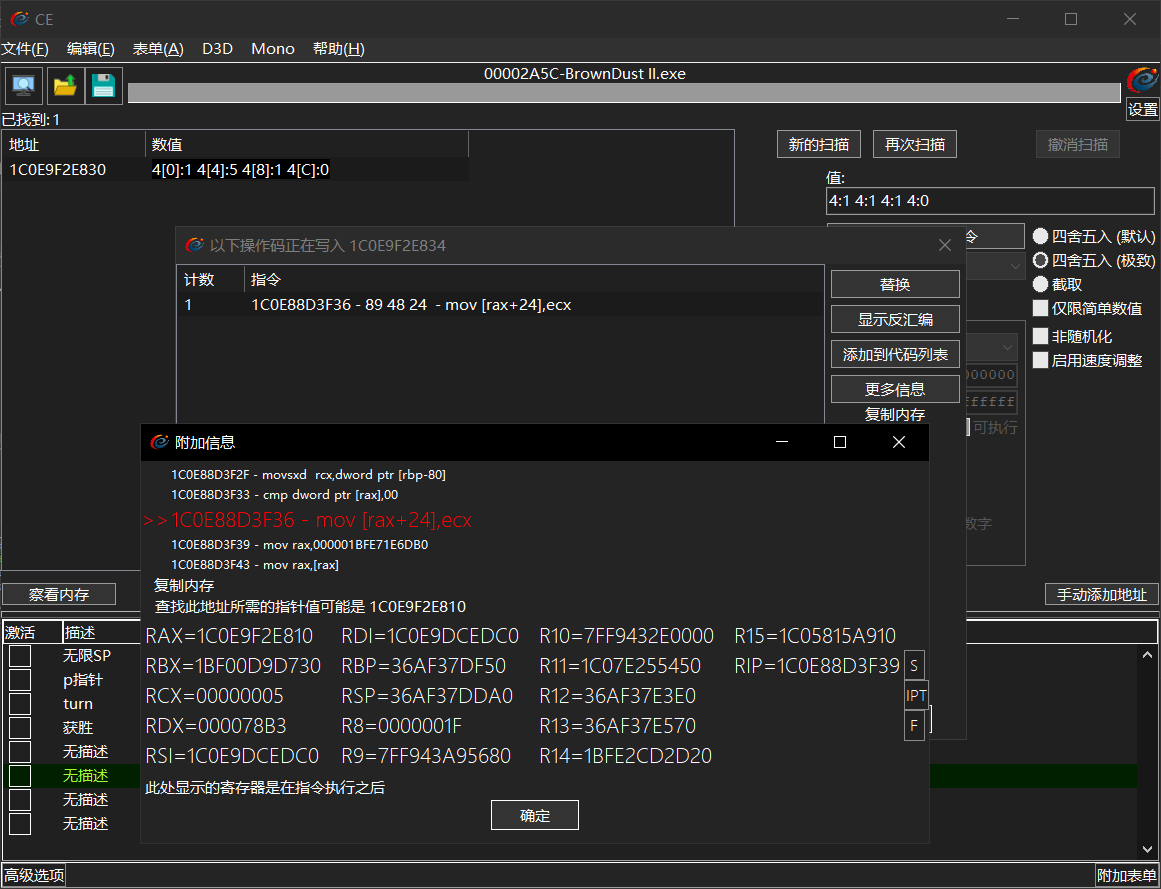 CE
文件(F) 编辑(E) 表单(A) D3D Mono 帮助(H)
00002A5C-BrownDust II.exe
设置
已找到: 1
地址 数值
1C0E9F2E830 4[0]:1 4[4]:5 4[8]:1 4[C]:0
新的扫描 再次扫描 撤消扫描
值:
4:1 4:1 4:1 4:0
令
四舍五入 (默认)
四舍五入 (极致)
截取
仅限简单数值
非随机化
启用速度调整
可执行
数字
以下操作码正在写入 1C0E9F2E834
计数 指令
1 1C0E88D3F36 - 89 48 24 - mov [rax+24],ecx
替换
显示反汇编
添加到代码列表
更多信息
复制内存
附加信息
1C0E88D3F2F - movsxd rcx,dword ptr [rbp-80]
1C0E88D3F33 - cmp dword ptr [rax],00
>>1C0E88D3F36 - mov [rax+24],ecx
1C0E88D3F39 - mov rax,000001BFE71E6DB0
1C0E88D3F43 - mov rax,[rax]
复制内存
查找此地址所需的指针值可能是 1C0E9F2E810
RAX=1C0E9F2E810 RDI=1C0E9DCEDC0 R10=7FF9432E0000 R15=1C05815A910
RBX=1BF00D9D730 RBP=36AF37DF50 R11=1C07E255450 RIP=1C0E88D3F39
RCX=00000005 RSP=36AF37DDA0 R12=36AF37E3E0
RDX=000078B3 R8=0000001F R13=36AF37E570
RSI=1C0E9DCEDC0 R9=7FF943A95680 R14=1BFE2CD2D20
S
IPT
F
此处显示的寄存器是在指令执行之后
确定
察看内存 手动添加地址
激活 描述
无限SP
p指针
turn
获胜
无描述
无描述
无描述
无描述
高级选项 附加表单